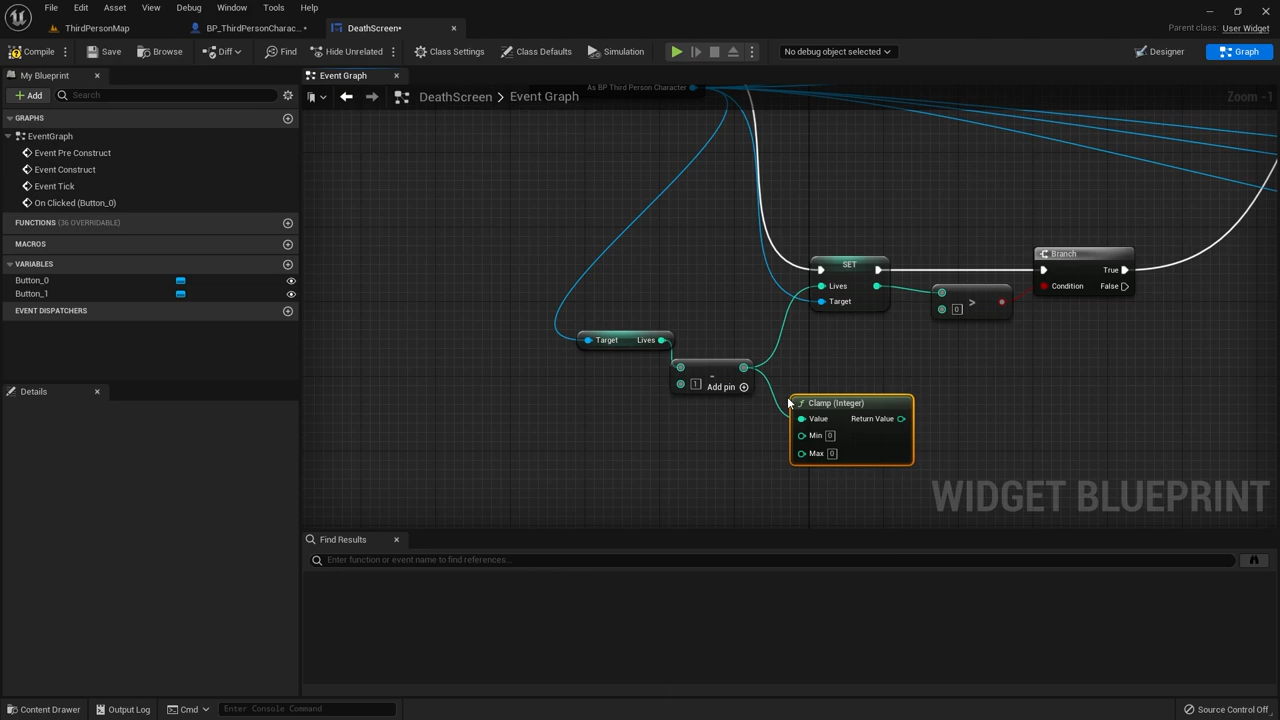 File Edit Asset View Debug Window Tools Help
ThirdPersonMap
BP_ThirdPersonCharac...•
DeathScreen•
Parent class: User Widget
Compile
Save
Browse
Diff
Find
Hide Unrelated
Class Settings
Class Defaults
Simulation
No debug object selected
Designer
Graph
My Blueprint
Event Graph
Add
Search
DeathScreen > Event Graph
Zoom -1
As BP Third Person Character
GRAPHS
EventGraph
Event Pre Construct
Event Construct
Event Tick
On Clicked (Button_0)
FUNCTIONS (36 OVERRIDABLE)
MACROS
VARIABLES
Button_0
Button_1
EVENT DISPATCHERS
Details
SET
Lives
Target
0
>
Branch
True
Condition
False
Target
Lives
-
1
Add pin
Clamp (Integer)
Value
Return Value
Min 0
Max 0
WIDGET BLUEPRINT
Find Results
Enter function or event name to find references...
Content Drawer
Output Log
Cmd
Enter Console Command
Source Control Off